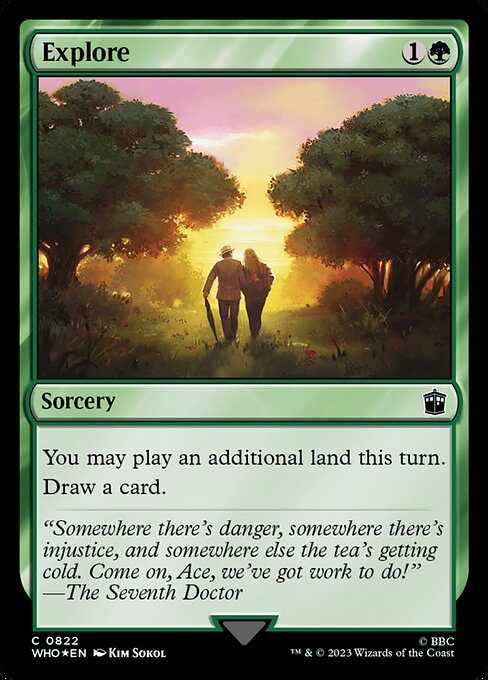 Explore 1
Sorcery
You may play an additional land this turn.
Draw a card.
“Somewhere there’s danger, somewhere there’s
injustice, and somewhere else the tea’s getting
cold. Come on, Ace, we’ve got work to do!”
—The Seventh Doctor
C 0822 © BBC
WHO★EN Kim Sokol ™ & © 2023 Wizards of the Coast